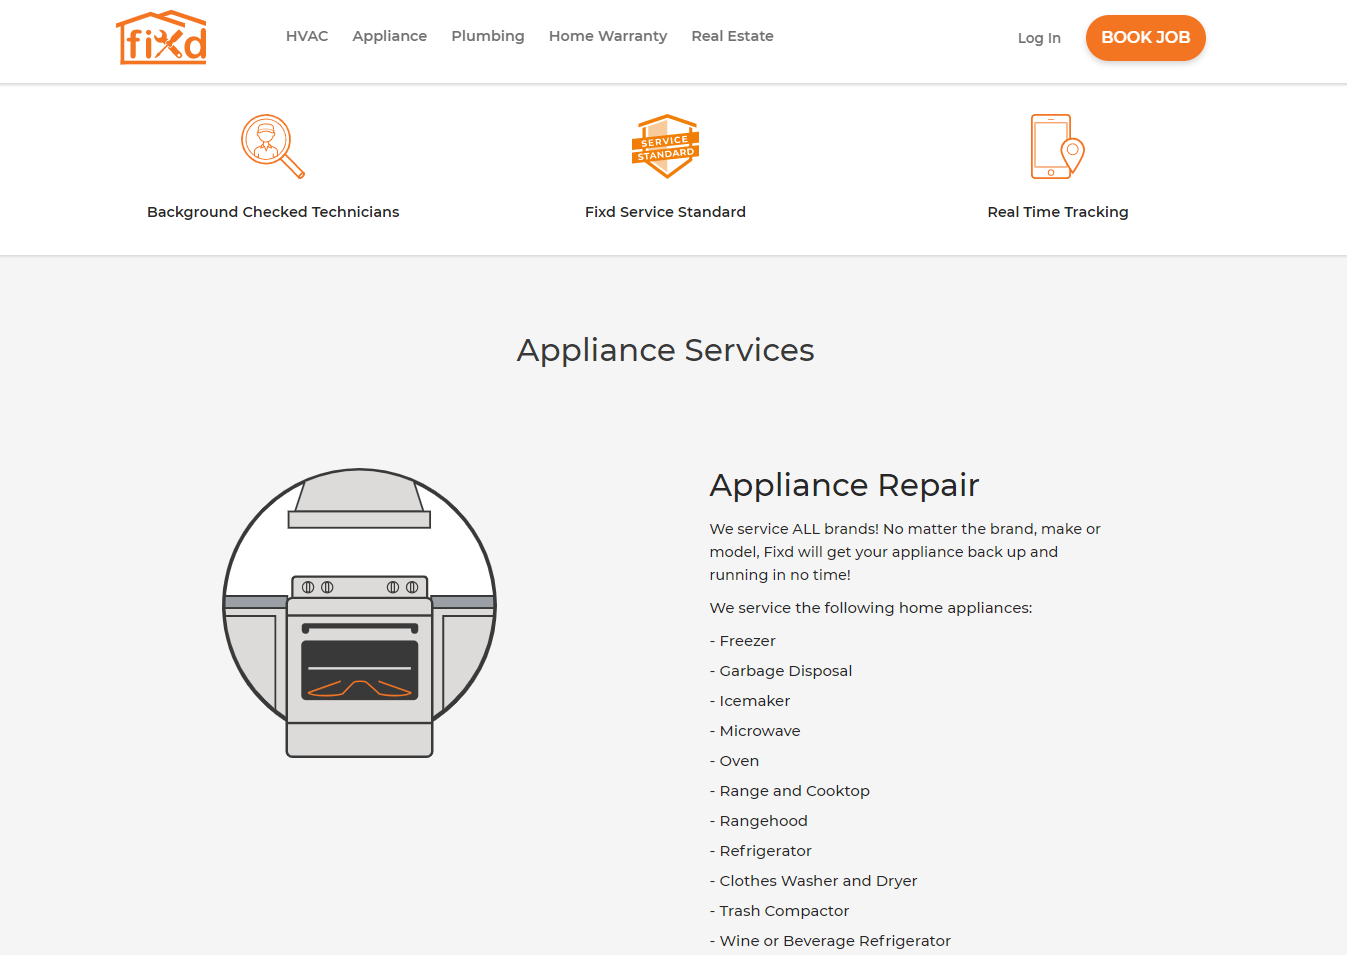 fixd
HVAC Appliance Plumbing Home Warranty Real Estate
Log In
BOOK JOB
SERVICE
STANDARD
Background Checked Technicians
Fixd Service Standard
Real Time Tracking
Appliance Services
Appliance Repair
We service ALL brands! No matter the brand, make or
model, Fixd will get your appliance back up and
running in no time!
We service the following home appliances:
- Freezer
- Garbage Disposal
- Icemaker
- Microwave
- Oven
- Range and Cooktop
- Rangehood
- Refrigerator
- Clothes Washer and Dryer
- Trash Compactor
- Wine or Beverage Refrigerator